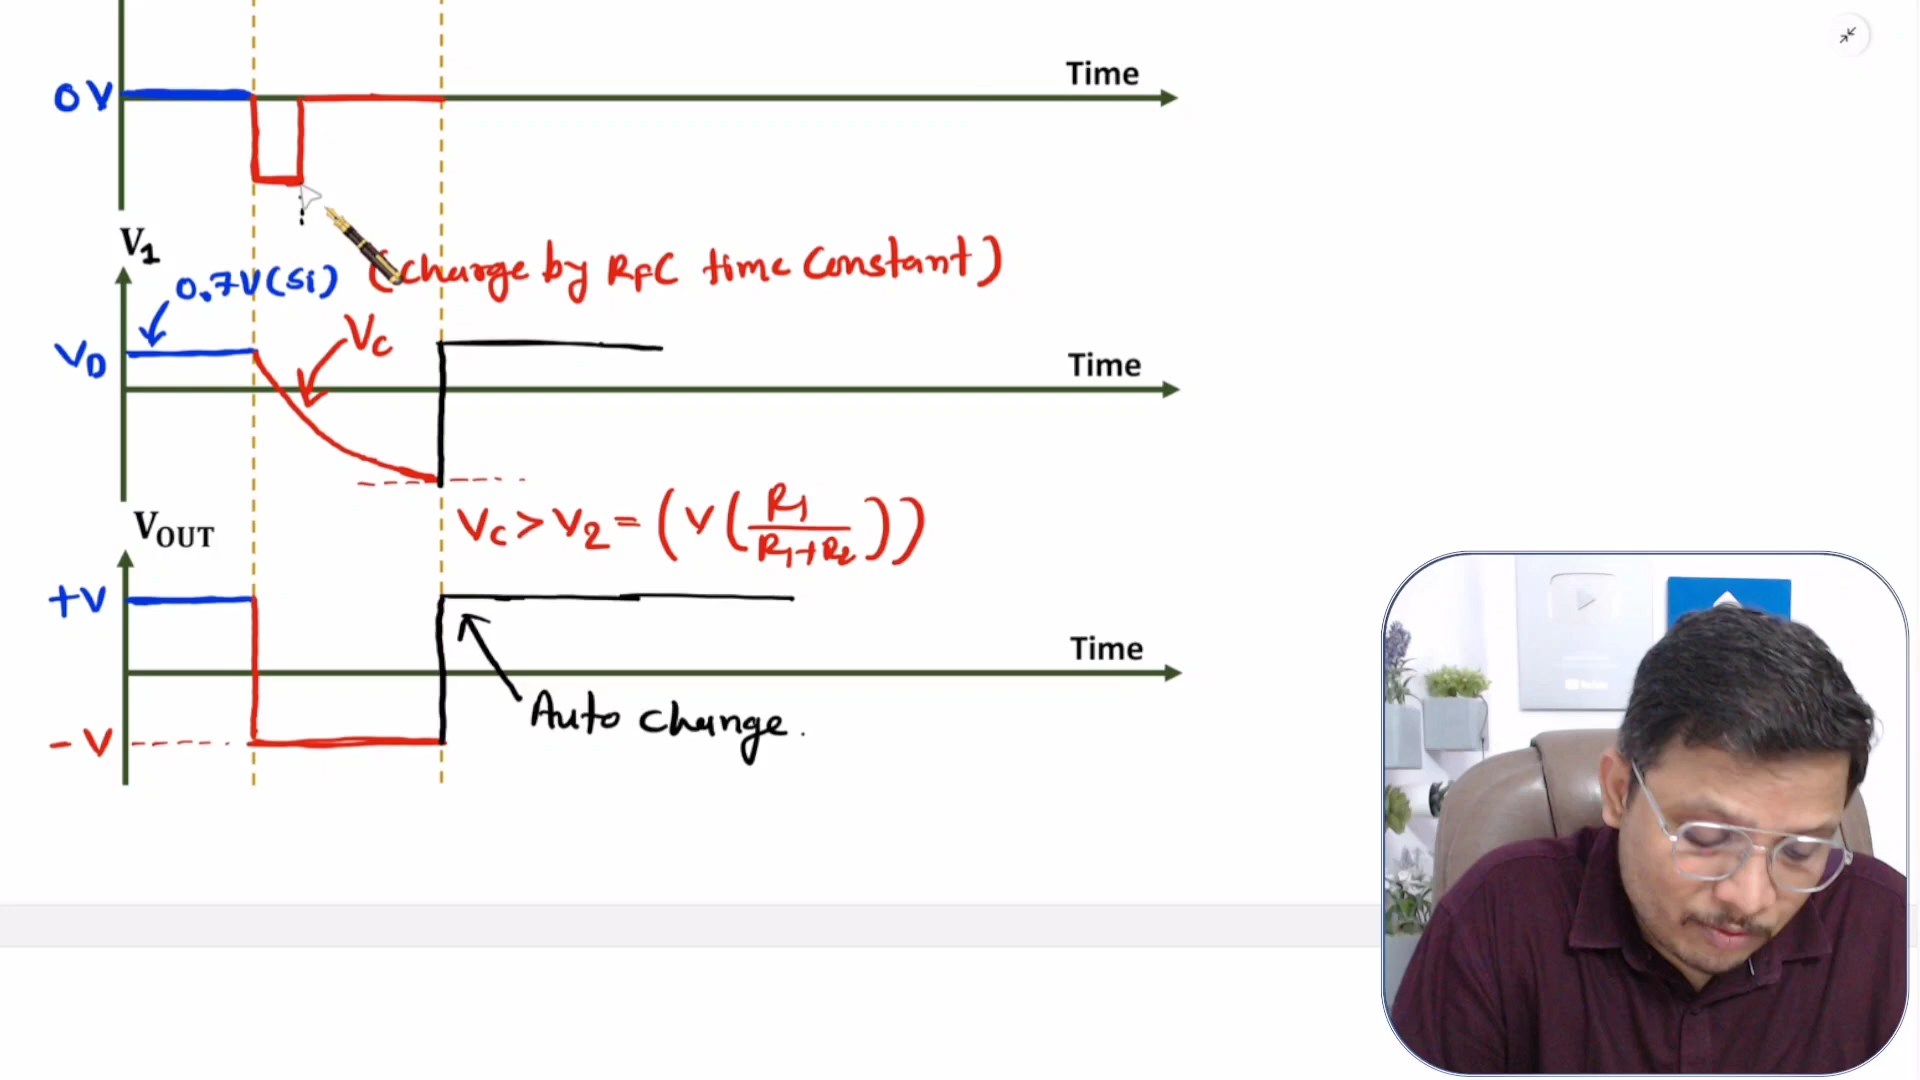 Time
0 V
V1
0.7V(Si)
(Charge by RFC time Constant)
VC
VD
Time
VOUT
VC > V2 = (V(R1/R1+R2))
+V
Time
Auto change.
- V